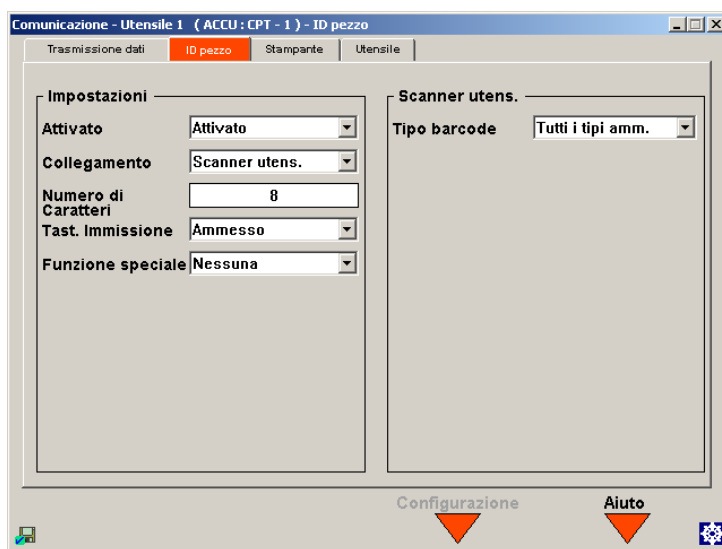 Comunicazione - Utensile 1 ( ACCU : CPT - 1 ) - ID pezzo
Trasmissione dati
ID pezzo
Stampante
Utensile
Impostazioni
Attivato
Attivato
Collegamento
Scanner utens.
Numero di
Caratteri
8
Tast. Immissione
Ammesso
Funzione speciale
Nessuna
Scanner utens.
Tipo barcode
Tutti i tipi amm.
Configurazione
Aiuto